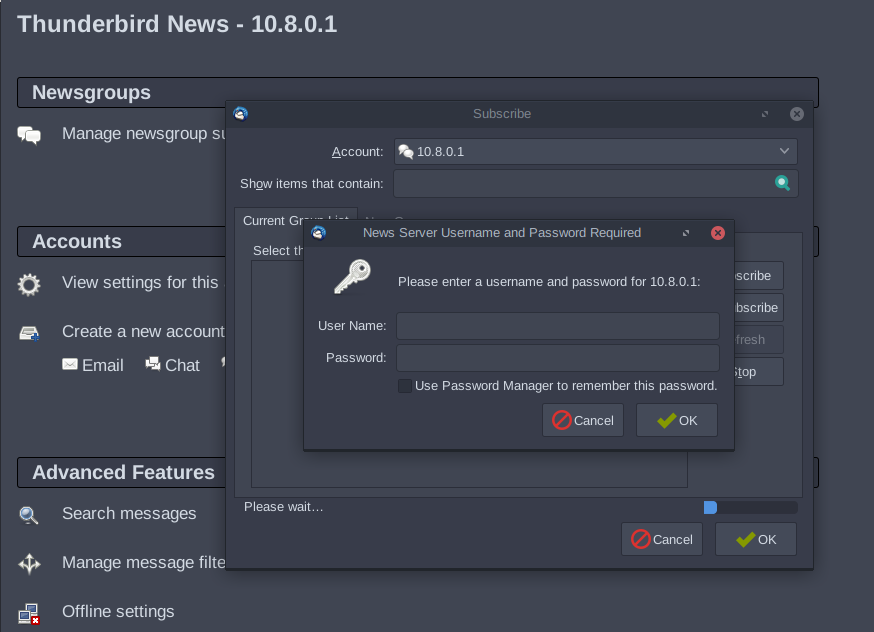 Thunderbird News - 10.8.0.1
Newsgroups
Manage newsgroup su
Subscribe
Account: 10.8.0.1
Show items that contain:
Current Group List
Select th
News Server Username and Password Required
Please enter a username and password for 10.8.0.1:
User Name:
Password:
Use Password Manager to remember this password.
Cancel OK
scribe
bscribe
fresh
Stop
Please wait…
Cancel OK
Accounts
View settings for this
Create a new account
Email Chat
Advanced Features
Search messages
Manage message filte
Offline settings